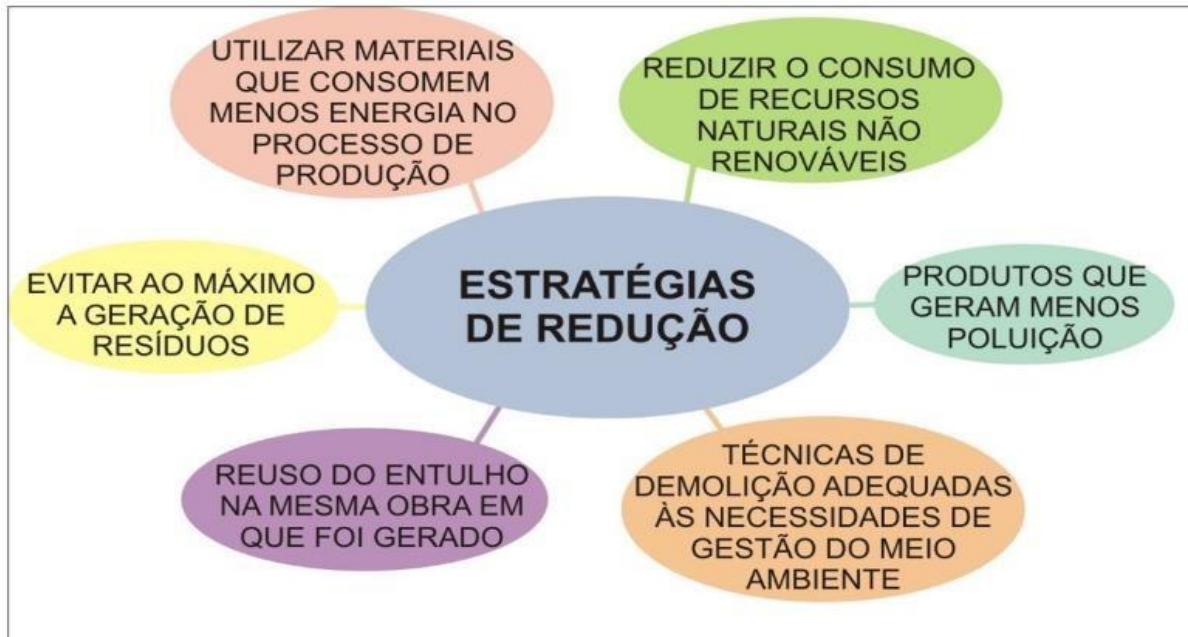 UTILIZAR MATERIAIS
QUE CONSOMEM
MENOS ENERGIA NO
PROCESSO DE
PRODUÇÃO
REDUZIR O CONSUMO
DE RECURSOS
NATURAIS NÃO
RENOVÁVEIS
EVITAR AO MÁXIMO
A GERAÇÃO DE
RESÍDUOS
ESTRATÉGIAS
DE REDUÇÃO
PRODUTOS QUE
GERAM MENOS
POLUIÇÃO
REUSO DO ENTULHO
NA MESMA OBRA EM
QUE FOI GERADO
TÉCNICAS DE
DEMOLIÇÃO ADEQUADAS
ÀS NECESSIDADES DE
GESTÃO DO MEIO
AMBIENTE